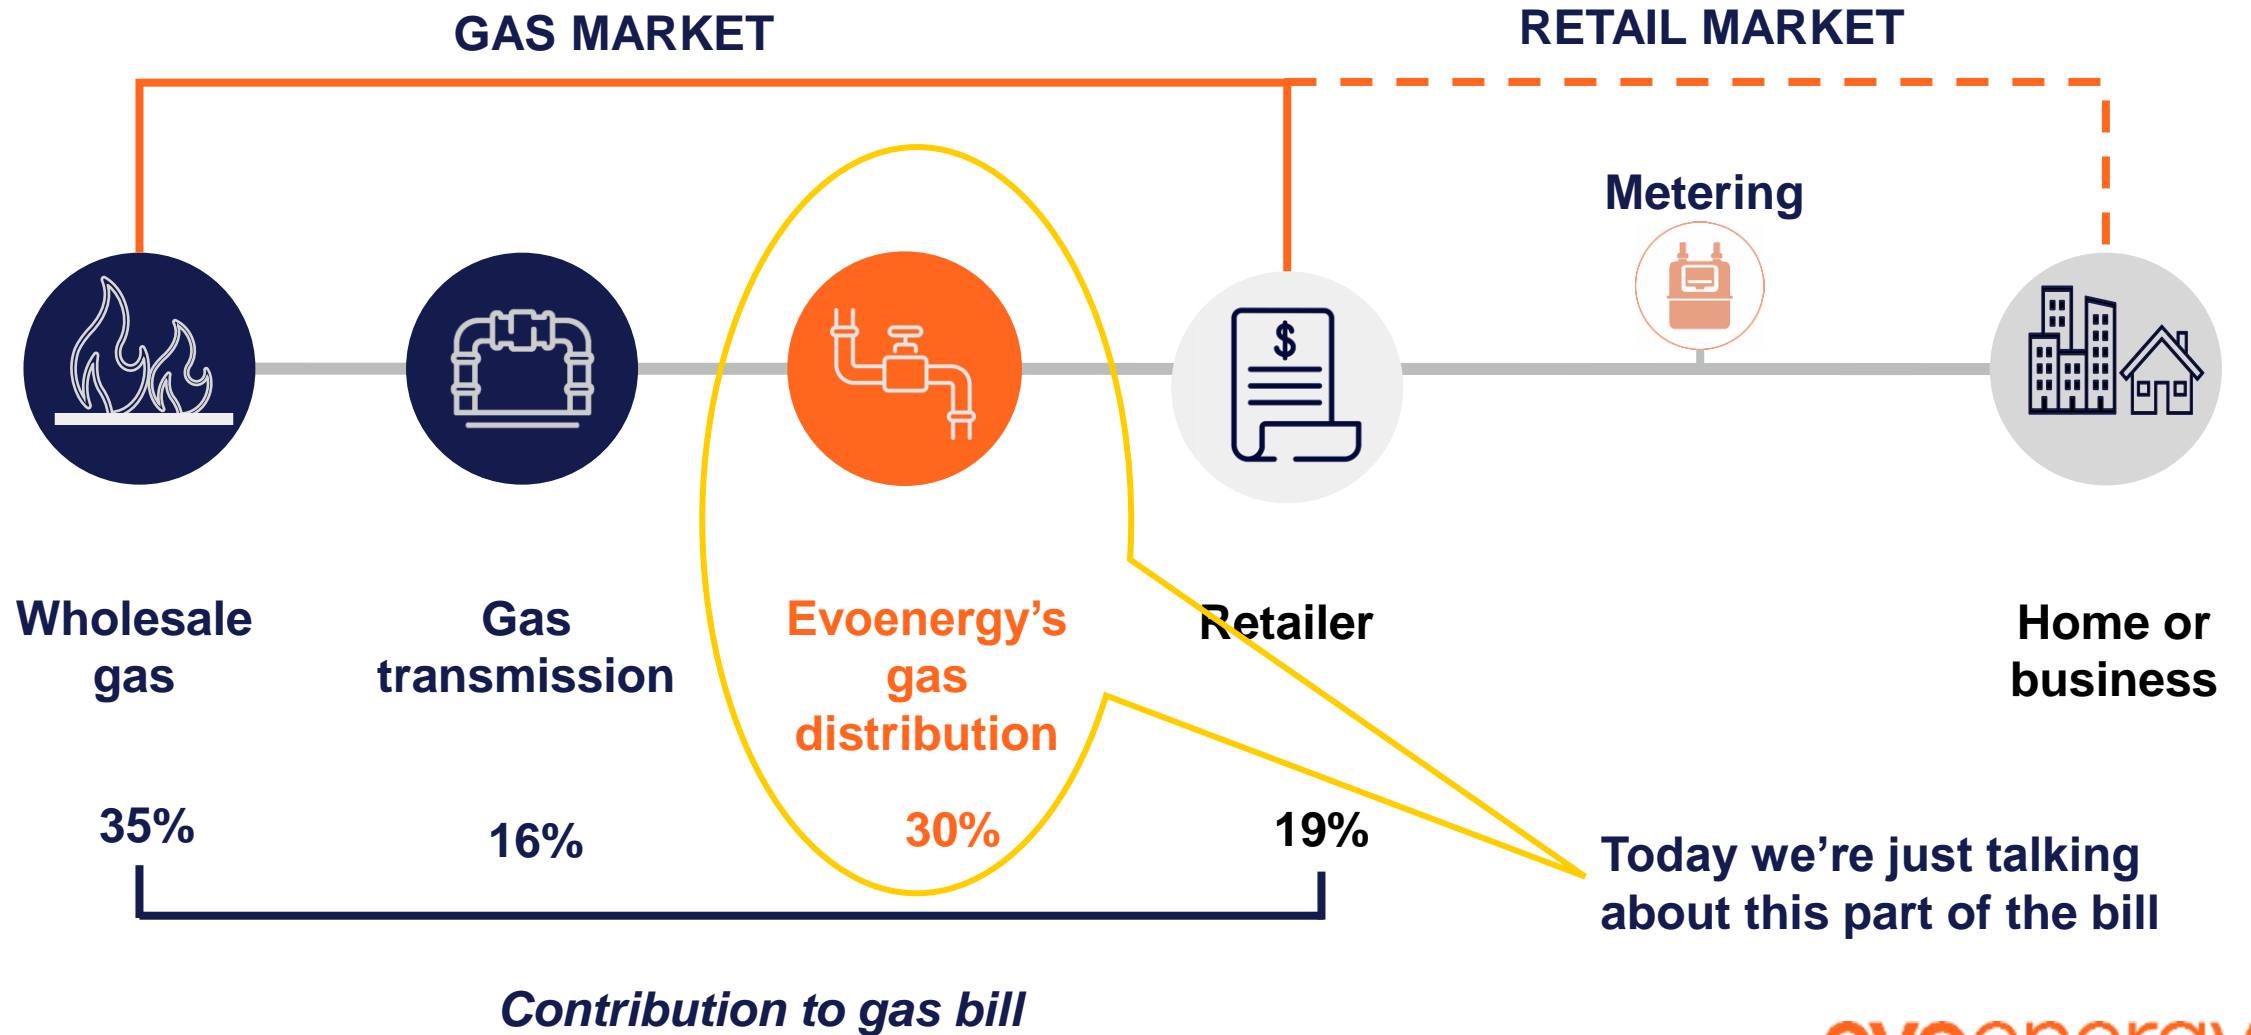 GAS MARKET
RETAIL MARKET
Metering
$
Wholesale
gas
Gas
transmission
Evoenergy’s
gas
distribution
Retailer
Home or
business
35%
16%
30%
19%
Today we’re just talking
about this part of the bill
Contribution to gas bill
evoenergy